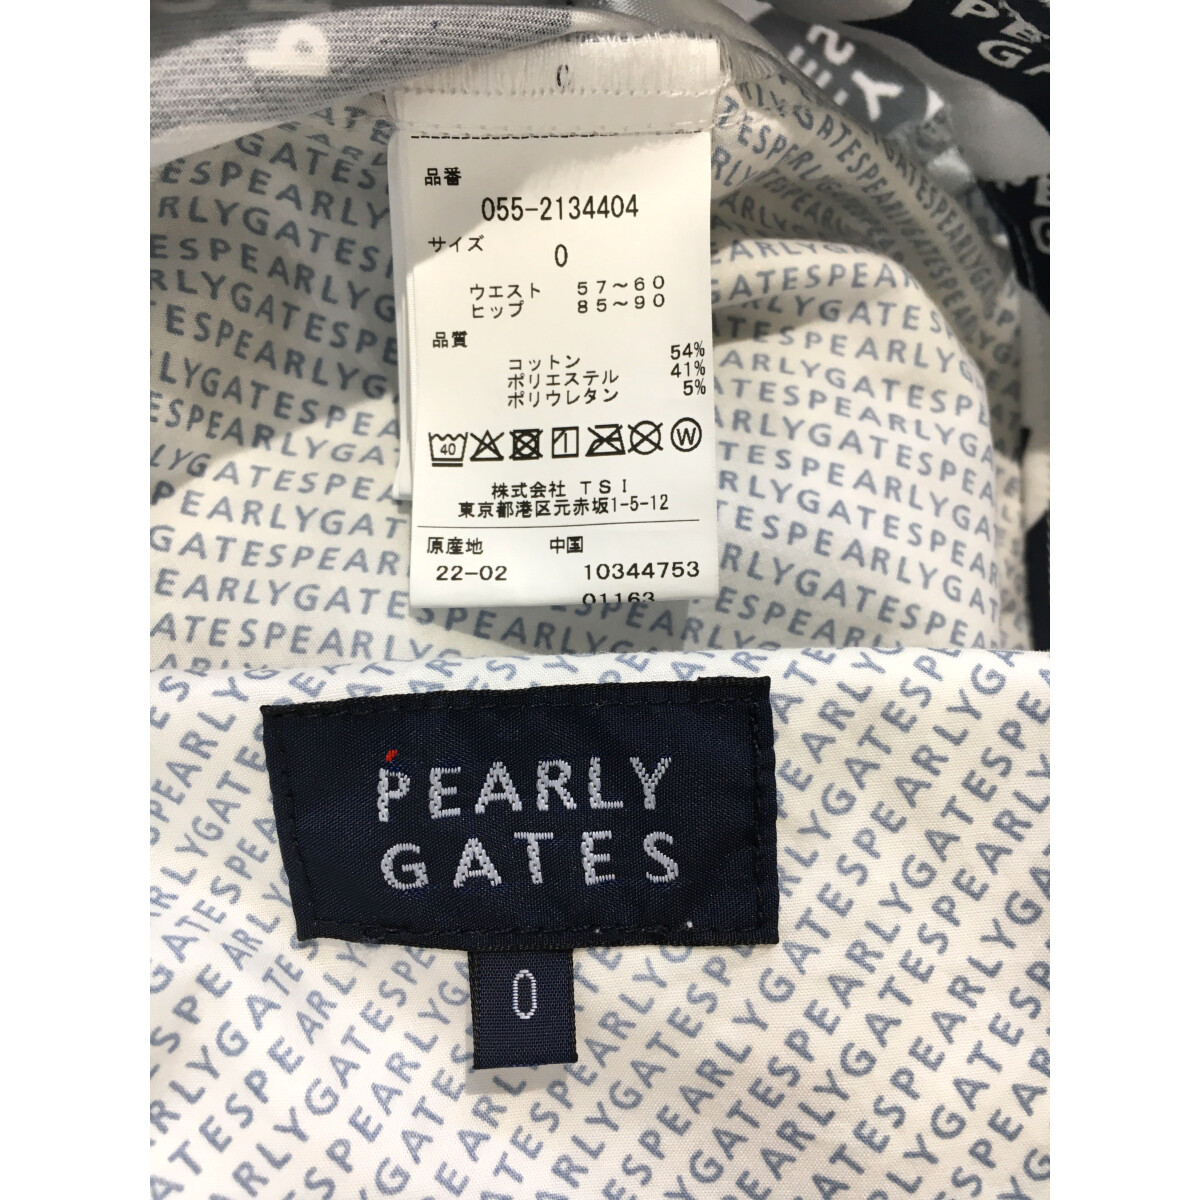 0
品番
055-2134404
サイズ
0
ウエスト 57～60
ヒップ 85～90
品質
コットン 54%
ポリエステル 41%
ポリウレタン 5%
40
W
株式会社 TSI
東京都港区元赤坂1-5-12
原産地 中国
22-02 10344753
01163
PEARLY
GATES
0